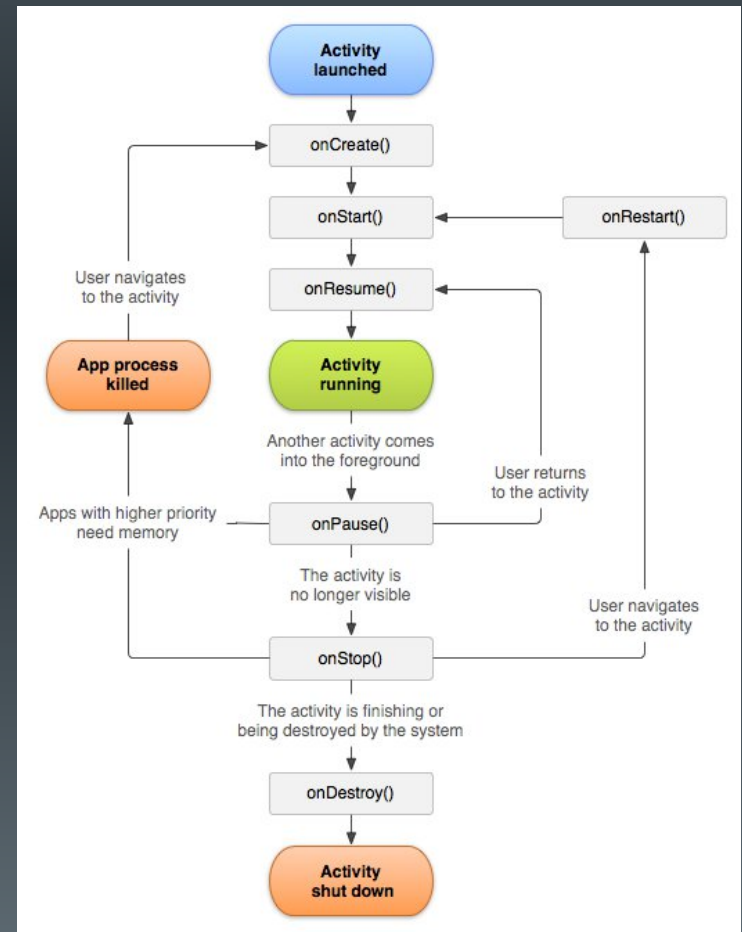 Activity
launched
onCreate()
onStart()
onRestart()
onResume()
User navigates
to the activity
App process
killed
Activity
running
Another activity comes
into the foreground
User returns
to the activity
Apps with higher priority
need memory
onPause()
The activity is
no longer visible
User navigates
to the activity
onStop()
The activity is finishing or
being destroyed by the system
onDestroy()
Activity
shut down